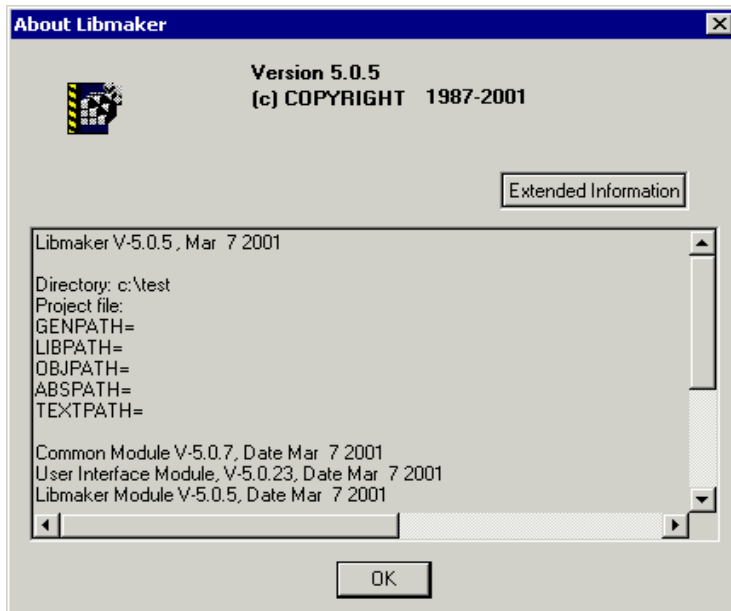 About Libmaker
Version 5.0.5
(c) COPYRIGHT 1987-2001
Extended Information
Libmaker V-5.0.5 , Mar 7 2001
Directory: c:\test
Project file:
GENPATH=
LIBPATH=
OBJPATH=
ABSPATH=
TEXTPATH=
Common Module V-5.0.7, Date Mar 7 2001
User Interface Module, V-5.0.23, Date Mar 7 2001
Libmaker Module V-5.0.5, Date Mar 7 2001
OK